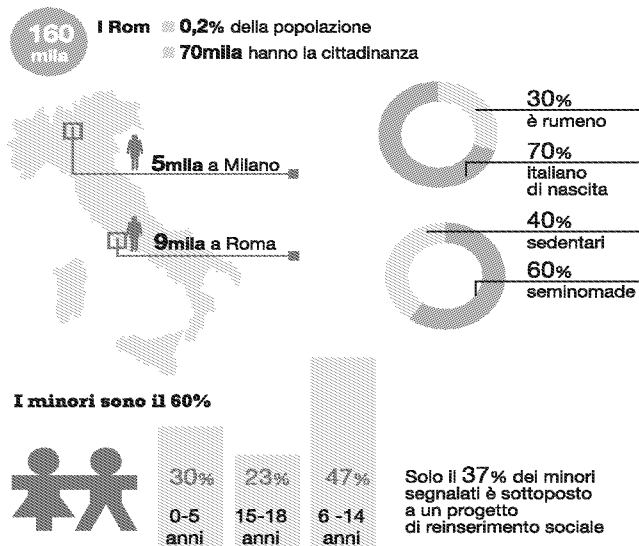 160
mila
I Rom
0,2% della popolazione
70mila hanno la cittadinanza
5mila a Milano
9mila a Roma
30%
è rumeno
70%
italiano
di nascita
40%
sedentari
60%
seminomade
I minori sono il 60%
30%
0-5
anni
23%
15-18
anni
47%
6 -14
anni
Solo il 37% dei minori
segnalati è sottoposto
a un progetto
di reinserimento sociale